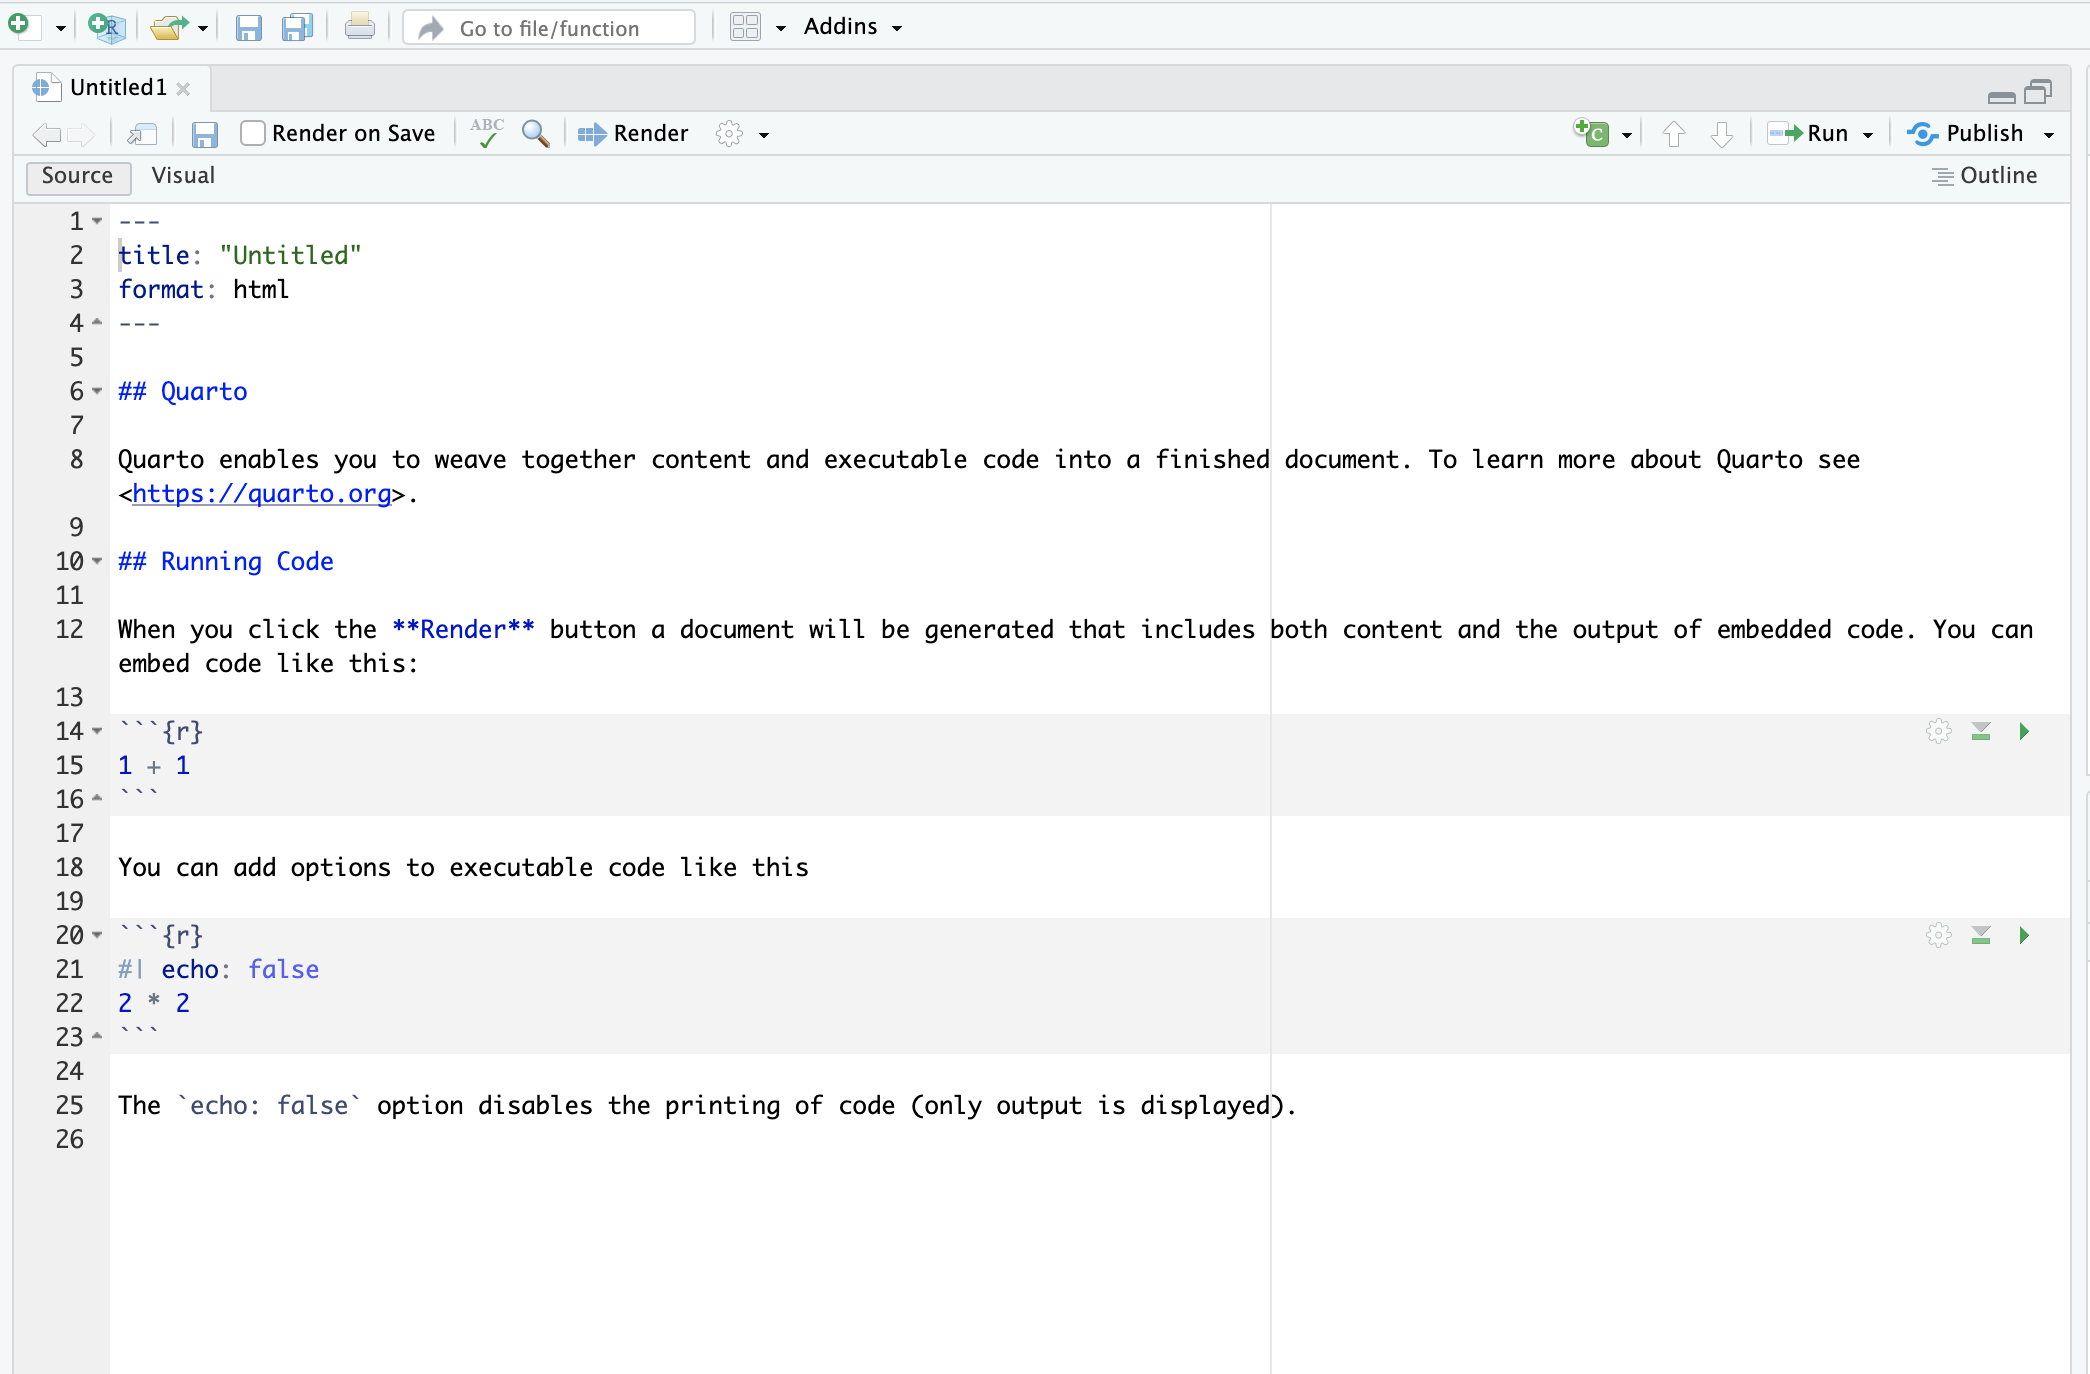 Go to file/function
Addins
Untitled1
Render on Save
ABC
Render
Run
Publish
Source
Visual
Outline
1 ---
2 title: "Untitled"
3 format: html
4 ---
5
6 ## Quarto
7
8 Quarto enables you to weave together content and executable code into a finished document. To learn more about Quarto see
<https://quarto.org>.
9
10 ## Running Code
11
12 When you click the **Render** button a document will be generated that includes both content and the output of embedded code. You can
embed code like this:
13
14 ```{r}
15 1 + 1
16 ```
17
18 You can add options to executable code like this
19
20 ```{r}
21 #| echo: false
22 2 * 2
23 ```
24
25 The `echo: false` option disables the printing of code (only output is displayed).
26